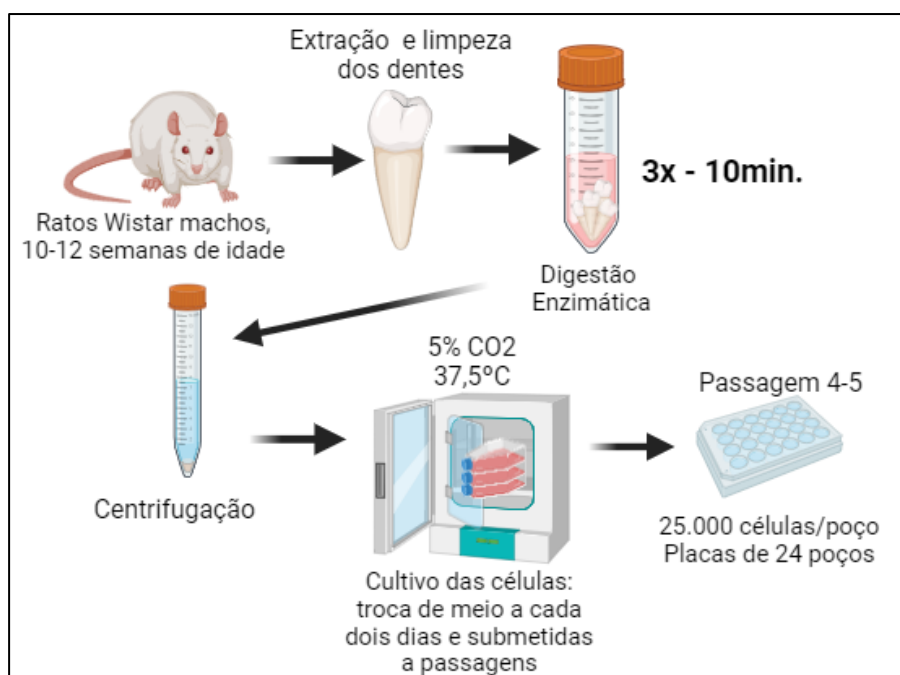 Extração e limpeza
dos dentes
3x - 10min.
Ratos Wistar machos,
10-12 semanas de idade
Digestão
Enzimática
5% CO2
37,5ºC
Passagem 4-5
Centrifugação
25.000 células/poço
Placas de 24 poços
Cultivo das células:
troca de meio a cada
dois dias e submetidas
a passagens